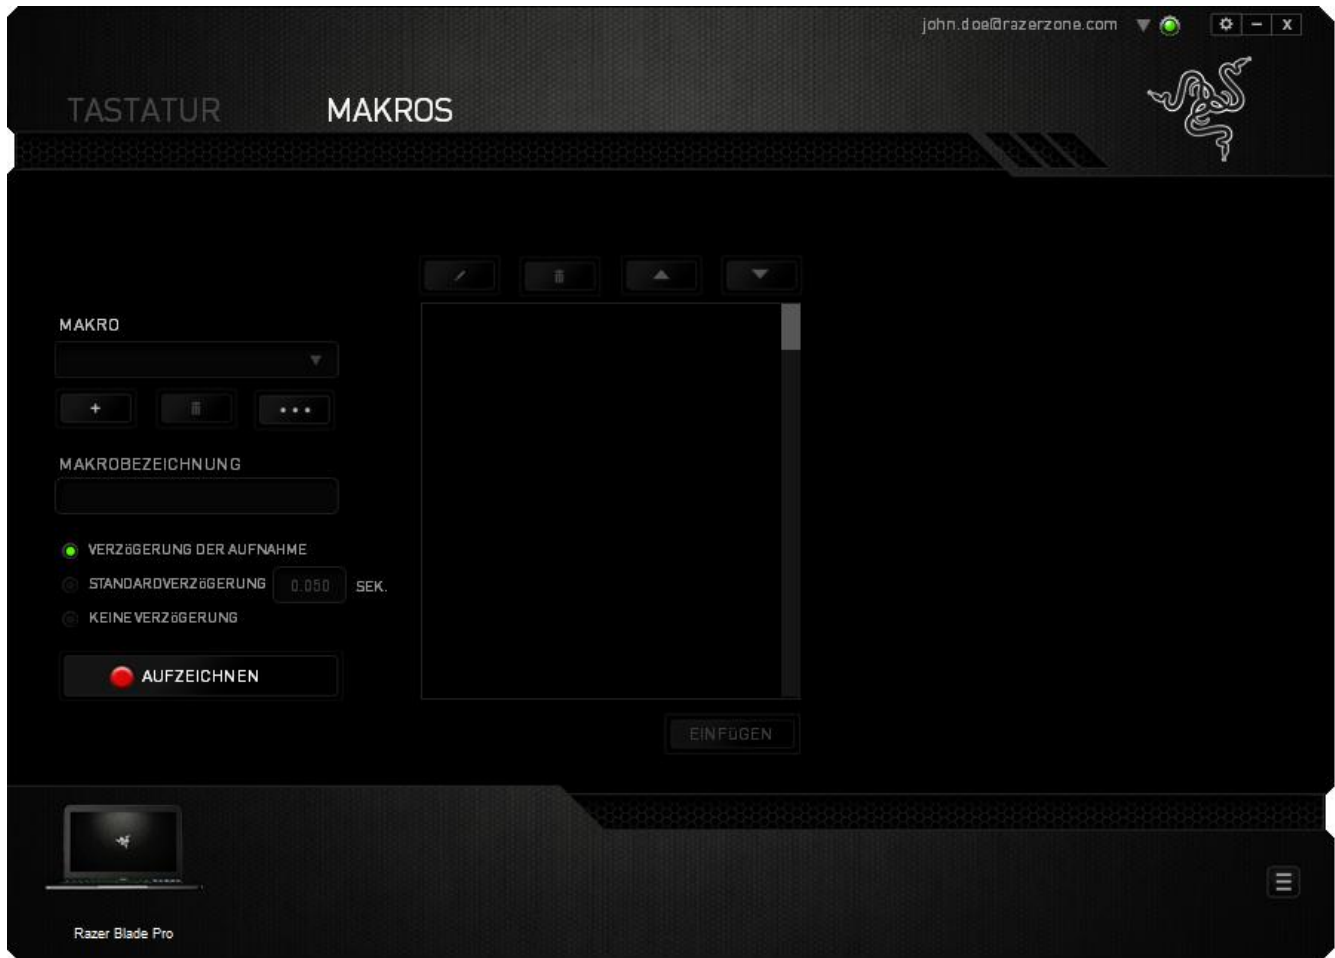 john.doe@razerzone.com
TASTATUR MAKROS
MAKRO
MAKROBEZEICHNUNG
VERZÖGERUNG DER AUFNAHME
STANDARDVERZÖGERUNG 0.050 SEK.
KEINE VERZÖGERUNG
AUFZEICHNEN
EINFÜGEN
Razer Blade Pro